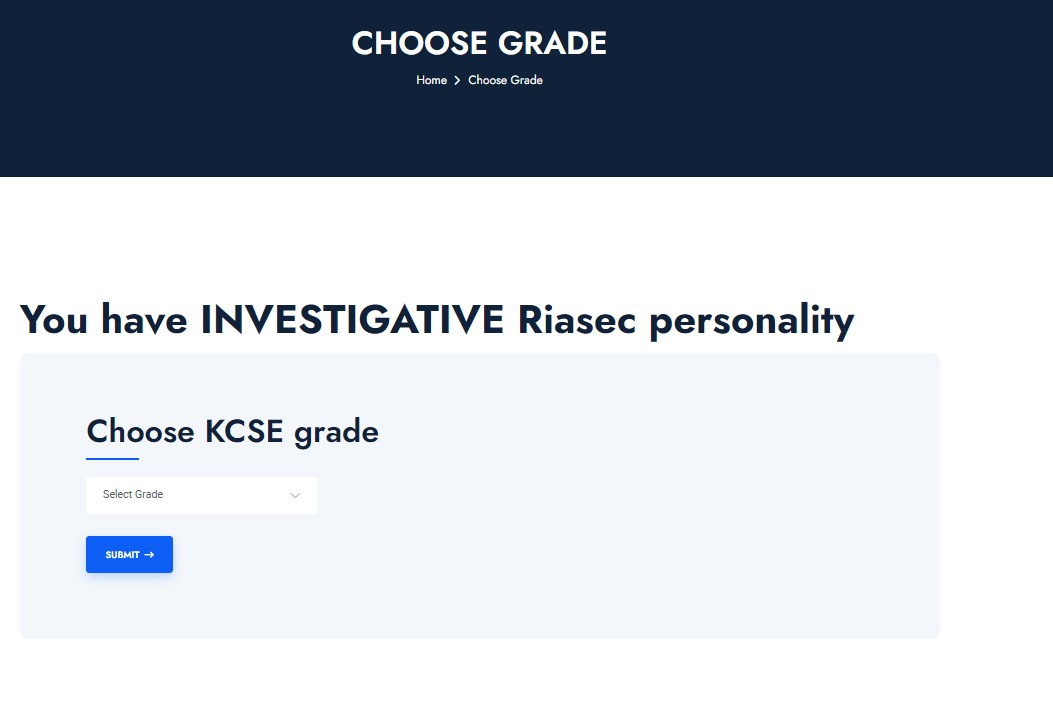 CHOOSE GRADE
Home > Choose Grade
You have INVESTIGATIVE Riasec personality
Choose KCSE grade
Select Grade
SUBMIT →